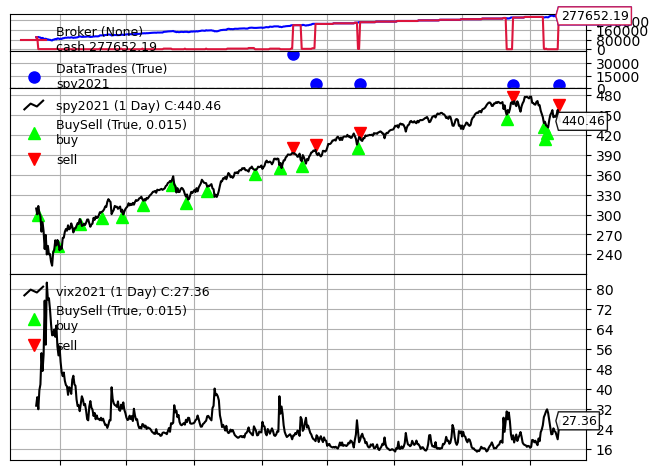 Broker (None)
cash 277652.19
277652.19
160000
80000
0
DataTrades (True)
spy2021
30000
15000
0
spy2021 (1 Day) C:440.46
BuySell (True, 0.015)
buy
sell
480
440.46
420
390
360
330
300
270
240
vix2021 (1 Day) C:27.36
BuySell (True, 0.015)
buy
sell
80
72
64
56
48
40
32
27.36
24
16